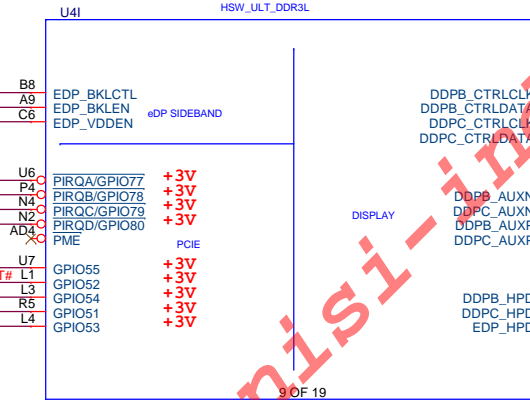 U4I
HSW_ULT_DDR3L
B8 EDP_BKLCTL
A9 EDP_BKLEN
C6 EDP_VDDEN
eDP SIDEBAND
DDPB_CTRLCLK
DDPB_CTRLDATA
DDPC_CTRLCLK
DDPC_CTRLDATA
U6 PIRQA/GPIO77 +3V
P4 PIRQB/GPIO78 +3V
N4 PIRQC/GPIO79 +3V
N2 PIRQD/GPIO80 +3V
AD4 PME
PCIE
DISPLAY
DDPB_AUXN
DDPC_AUXN
DDPB_AUXP
DDPC_AUXP
U7 GPIO55 +3V
T# L1 GPIO52 +3V
L3 GPIO54 +3V
R5 GPIO51 +3V
L4 GPIO53 +3V
DDPB_HPD
DDPC_HPD
EDP_HPD
9 OF 19
nisi-in